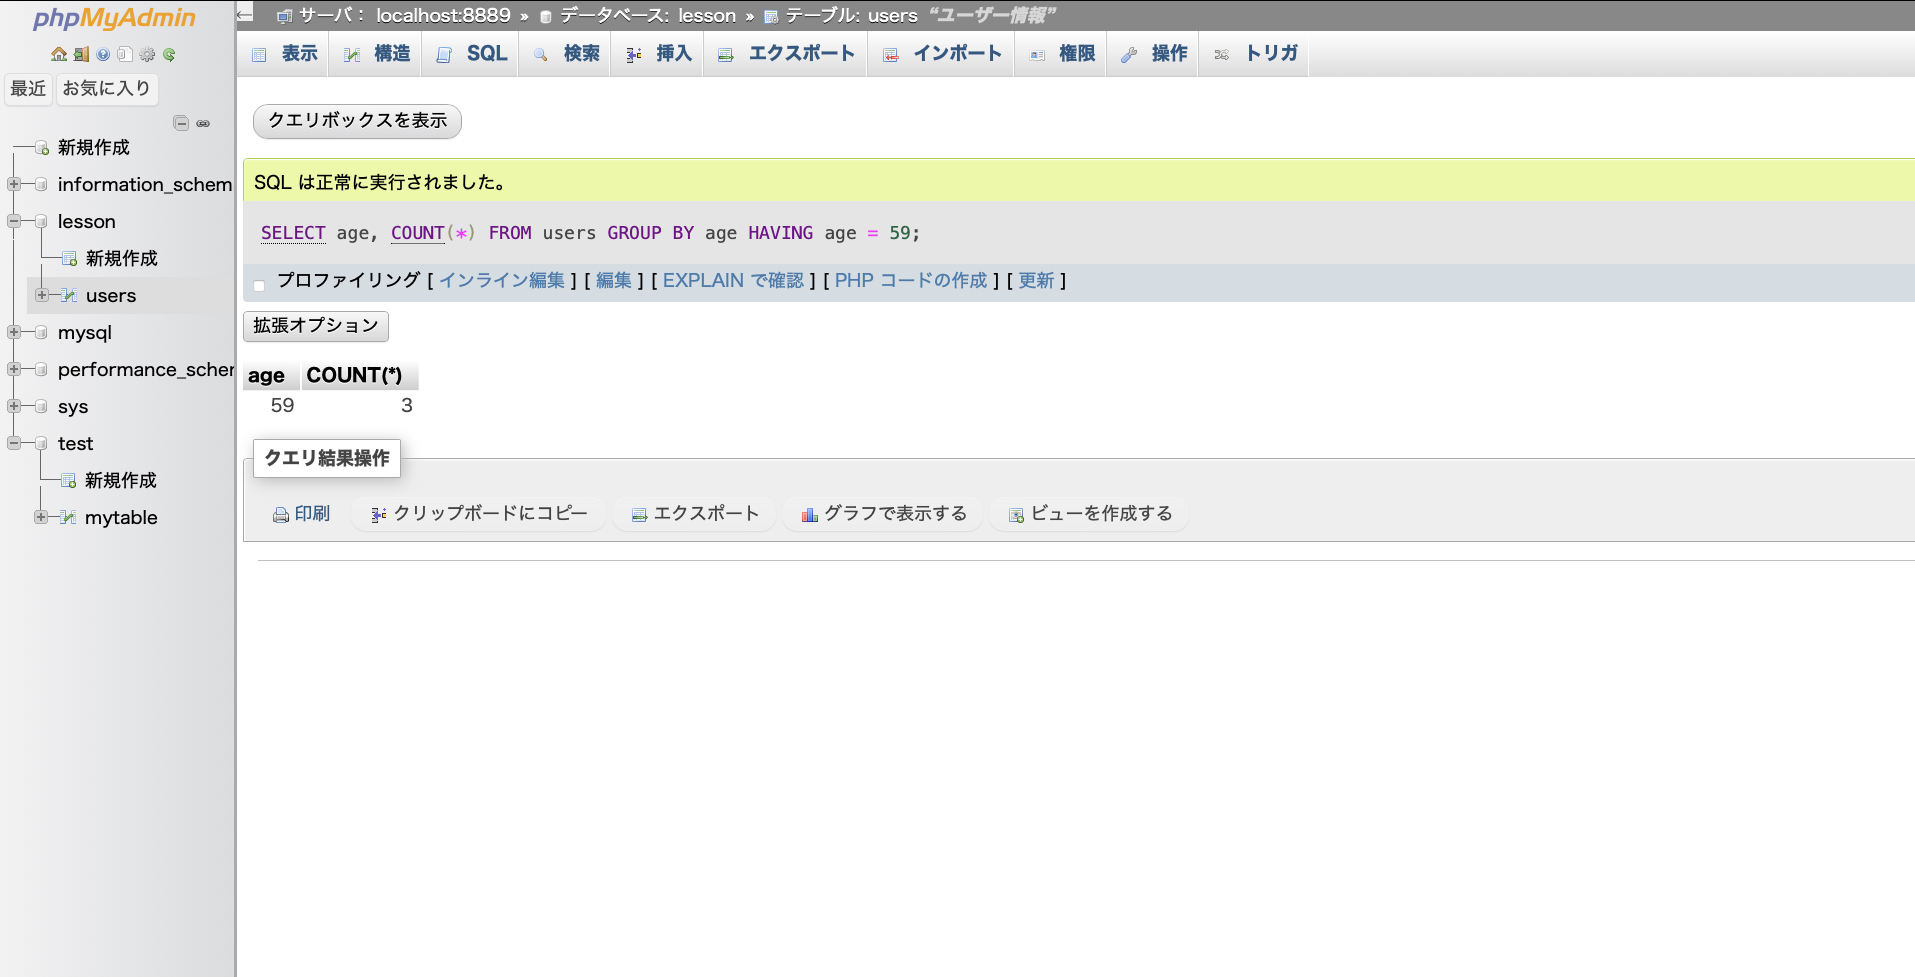 phpMyAdmin
最近 お気に入り
新規作成
information_schem
lesson
新規作成
users
mysql
performance_scher
sys
test
新規作成
mytable
サーバ： localhost:8889 » データベース: lesson » テーブル: users “ユーザー情報”
表示 構造 SQL 検索 挿入 エクスポート インポート 権限 操作 トリガ
クエリボックスを表示
SQL は正常に実行されました。
SELECT age, COUNT(*) FROM users GROUP BY age HAVING age = 59;
プロファイリング [ インライン編集 ] [ 編集 ] [ EXPLAIN で確認 ] [ PHP コードの作成 ] [ 更新 ]
拡張オプション
age COUNT(*)
59 3
クエリ結果操作
印刷 クリップボードにコピー エクスポート グラフで表示する ビューを作成する